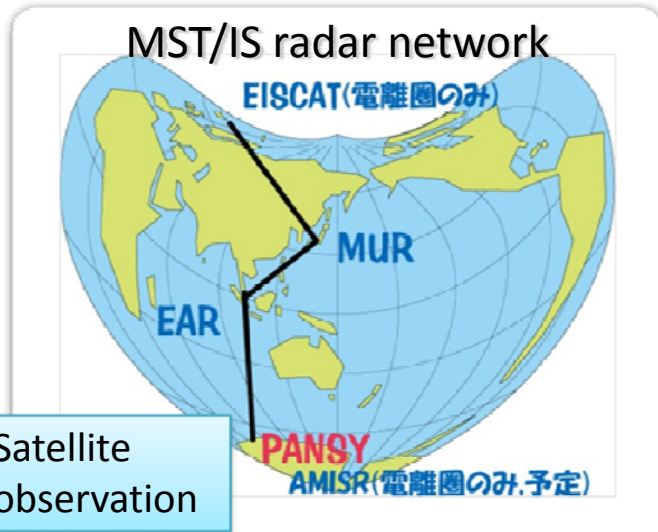 MST/IS radar network
EISCAT(電離圏のみ)
MUR
EAR
PANSY
AMISR(電離圏のみ,予定)
Satellite
observation